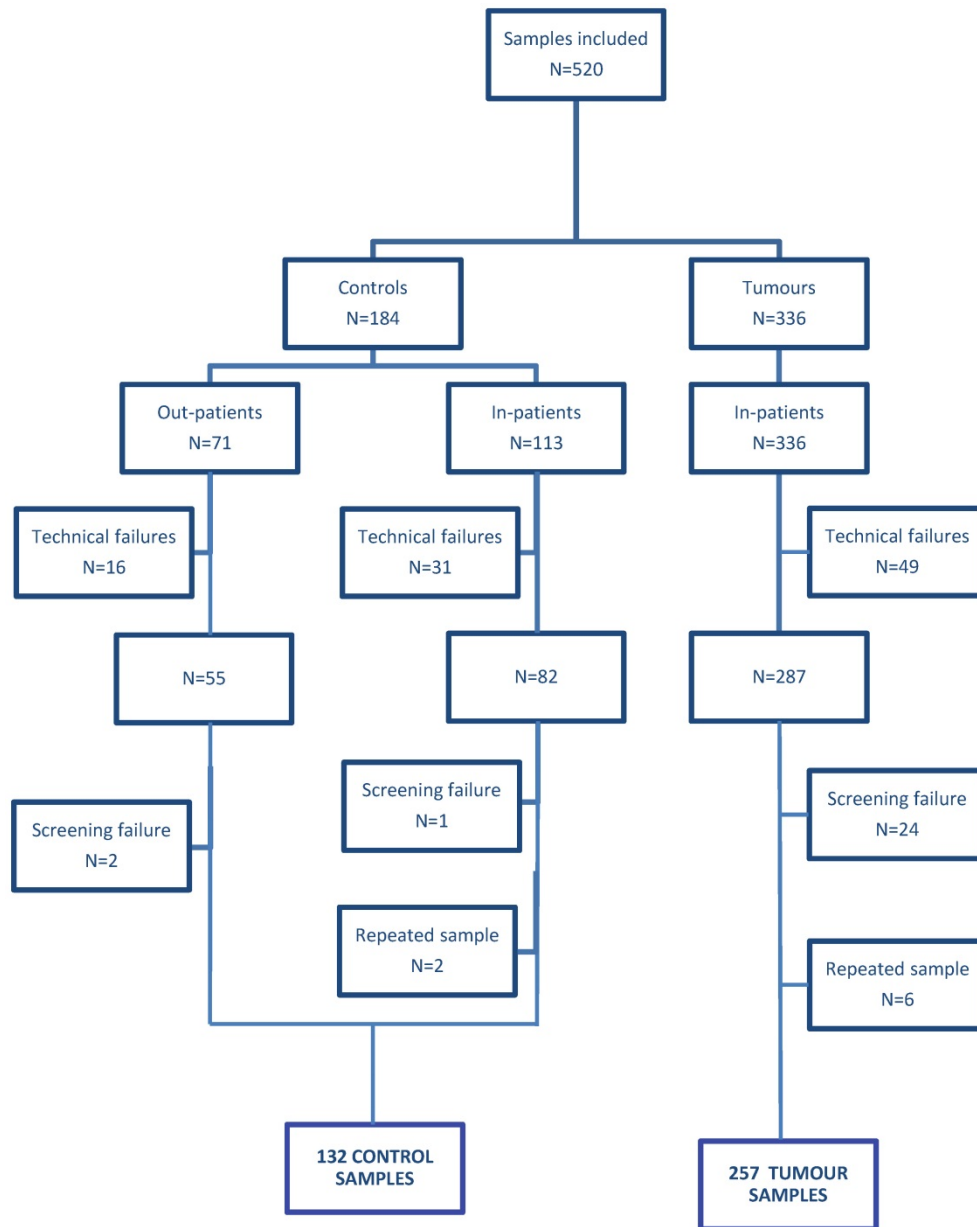 Samples included
N=520
Controls
N=184
Tumours
N=336
Out-patients
N=71
In-patients
N=113
In-patients
N=336
Technical failures
N=16
Technical failures
N=31
Technical failures
N=49
N=55
N=82
N=287
Screening failure
N=2
Screening failure
N=1
Screening failure
N=24
Repeated sample
N=2
Repeated sample
N=6
132 CONTROL
SAMPLES
257 TUMOUR
SAMPLES